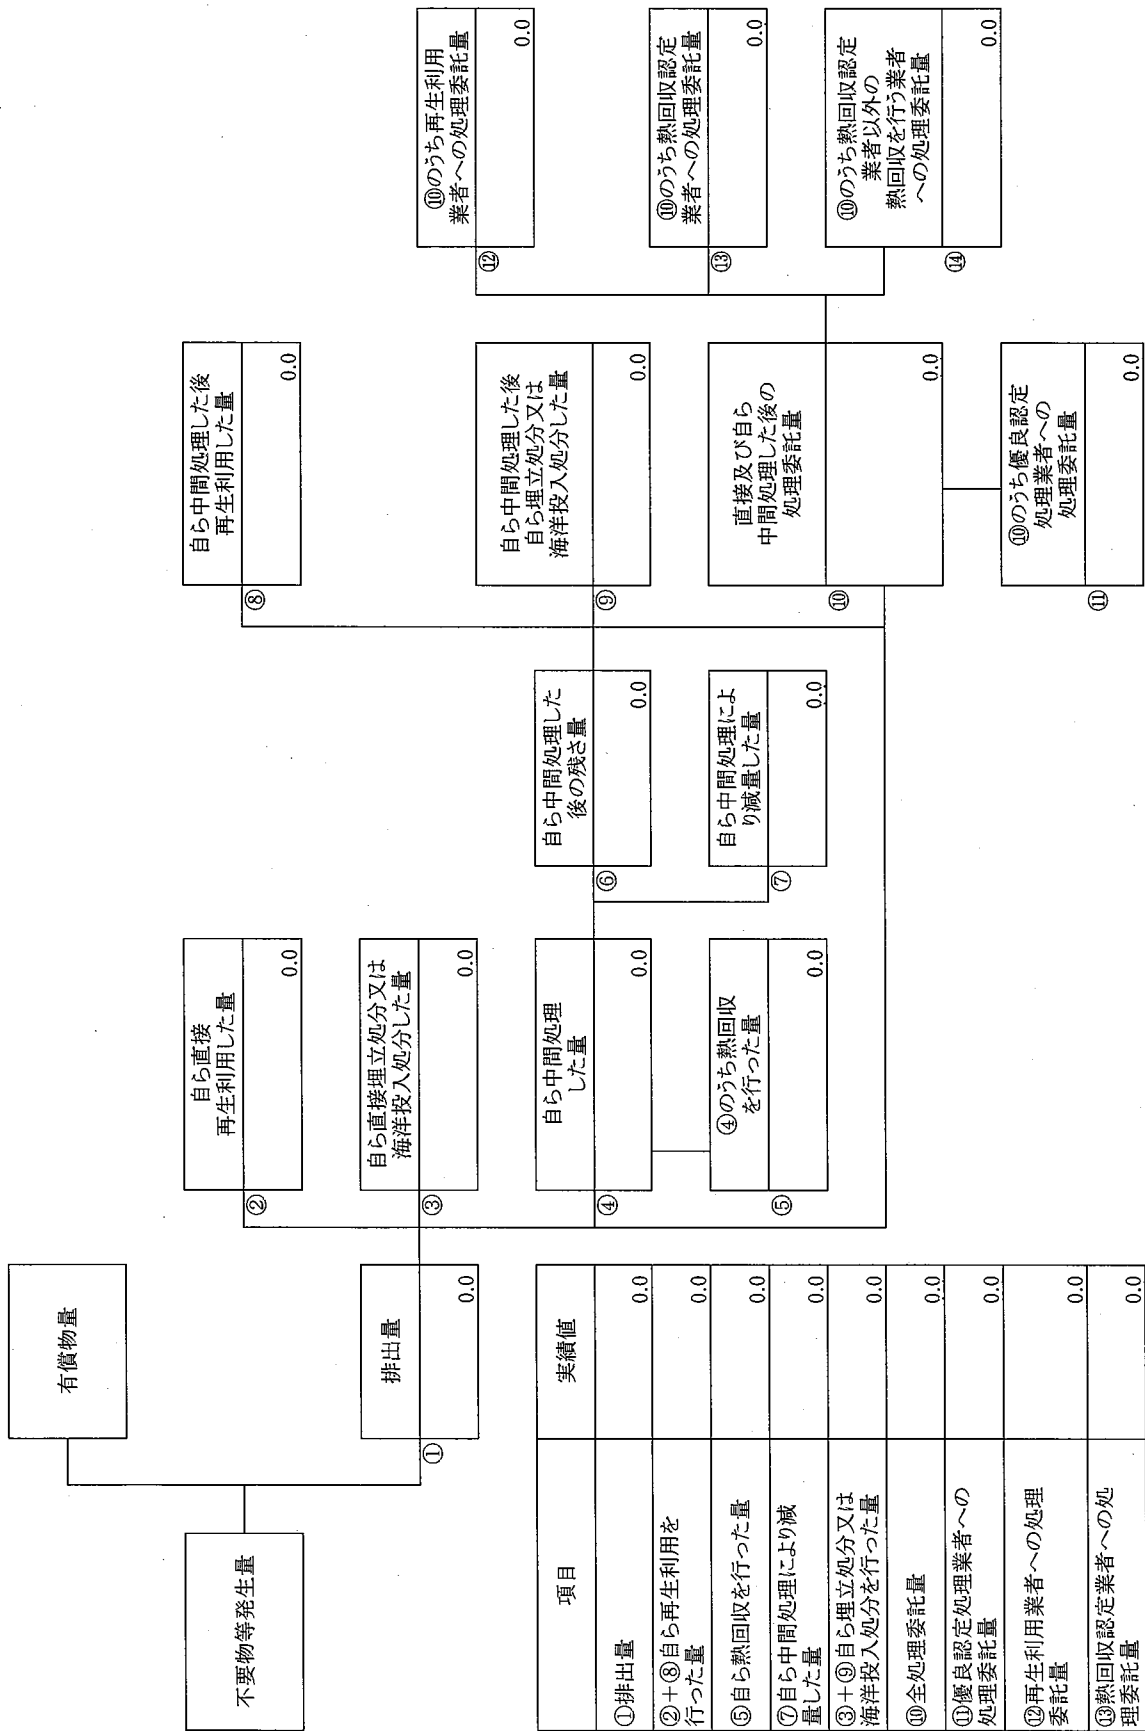 不要物等発生量
有償物量
①
排出量
0.0
②
自ら直接
再生利用した量
0.0
③
自ら直接埋立処分又は
海洋投入処分した量
0.0
④
自ら中間処理
した量
0.0
⑤
④のうち熱回収
を行った量
0.0
⑥
自ら中間処理した
後の残さ量
0.0
⑦
自ら中間処理によ
り減量した量
0.0
⑧
自ら中間処理した後
再生利用した量
0.0
⑨
自ら中間処理した後
自ら埋立処分又は
海洋投入処分した量
0.0
⑩
直接及び自ら
中間処理した後の
処理委託量
0.0
⑪
⑩のうち優良認定
処理業者への
処理委託量
0.0
⑫
⑩のうち再生利用
業者への処理委託量
0.0
⑬
⑩のうち熱回収認定
業者への処理委託量
0.0
⑭
⑩のうち熱回収認定
業者以外の
熱回収を行う業者
への処理委託量
0.0
項目 実績値
①排出量 0.0
②+⑧自ら再生利用を
行った量 0.0
⑤自ら熱回収を行った量 0.0
⑦自ら中間処理により減
量した量 0.0
③+⑨自ら埋立処分又は
海洋投入処分を行った量 0.0
⑩全処理委託量 0.0
⑪優良認定処理業者への
処理委託量 0.0
⑫再生利用業者への処理
委託量 0.0
⑬熱回収認定業者への処
理委託量 0.0